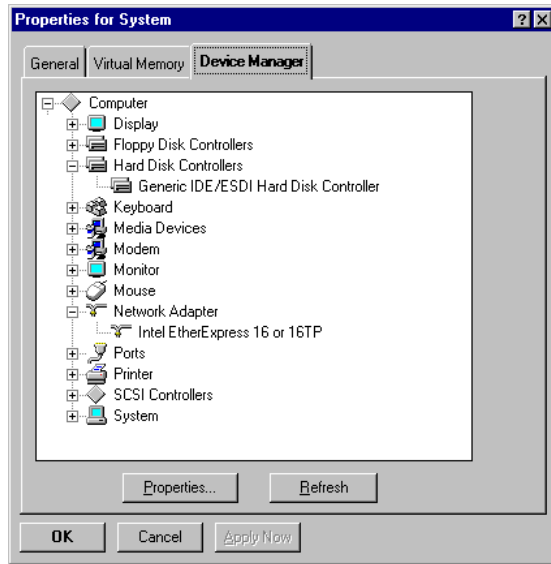 Properties for System
General Virtual Memory Device Manager
Computer
Display
Floppy Disk Controllers
Hard Disk Controllers
Generic IDE/ESDI Hard Disk Controller
Keyboard
Media Devices
Modem
Monitor
Mouse
Network Adapter
Intel EtherExpress 16 or 16TP
Ports
Printer
SCSI Controllers
System
Properties... Refresh
OK Cancel Apply Now